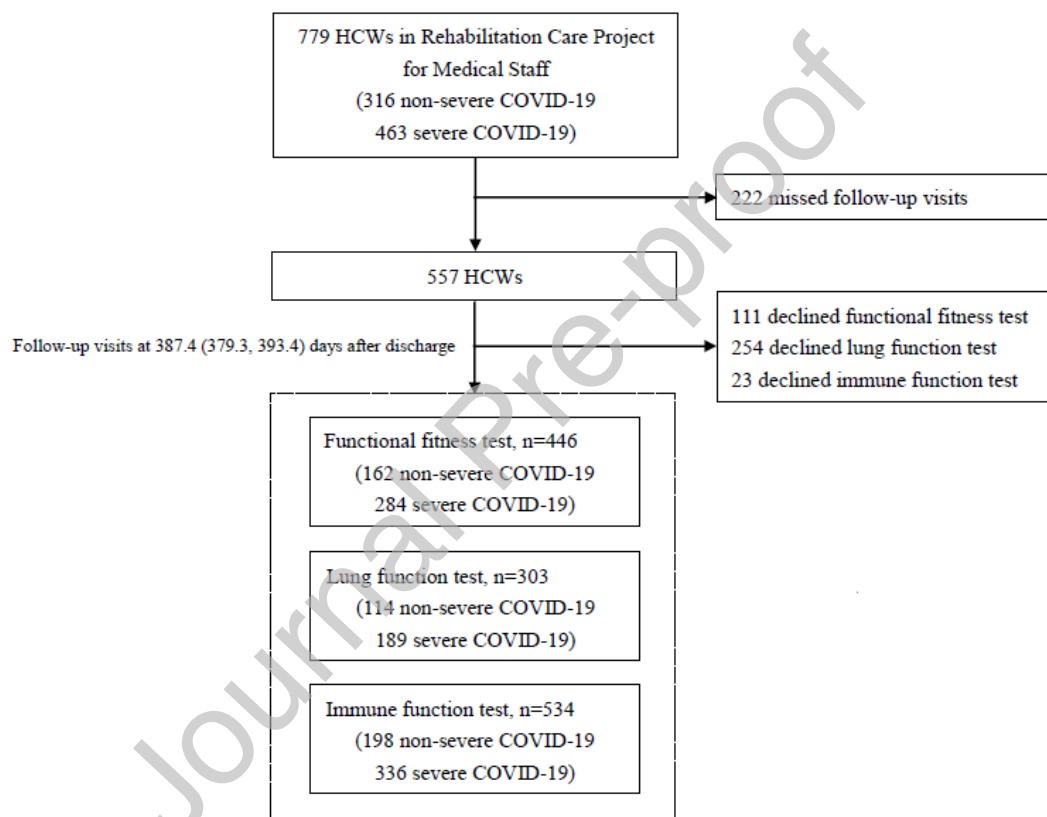 779 HCWs in Rehabilitation Care Project
for Medical Staff
(316 non-severe COVID-19
463 severe COVID-19)
222 missed follow-up visits
557 HCWs
Follow-up visits at 387.4 (379.3, 393.4) days after discharge
111 declined functional fitness test
254 declined lung function test
23 declined immune function test
Functional fitness test, n=446
(162 non-severe COVID-19
284 severe COVID-19)
Lung function test, n=303
(114 non-severe COVID-19
189 severe COVID-19)
Immune function test, n=534
(198 non-severe COVID-19
336 severe COVID-19)
Journal Pre-proof